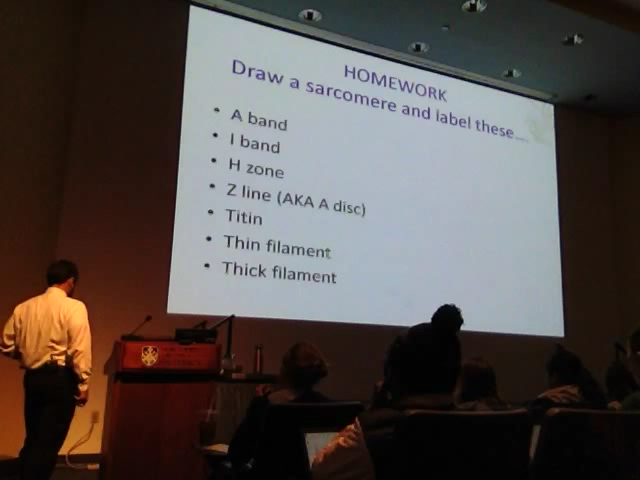 HOMEWORK
Draw a sarcomere and label these...
• A band
• I band
• H zone
• Z line (AKA A disc)
• Titin
• Thin filament
• Thick filament